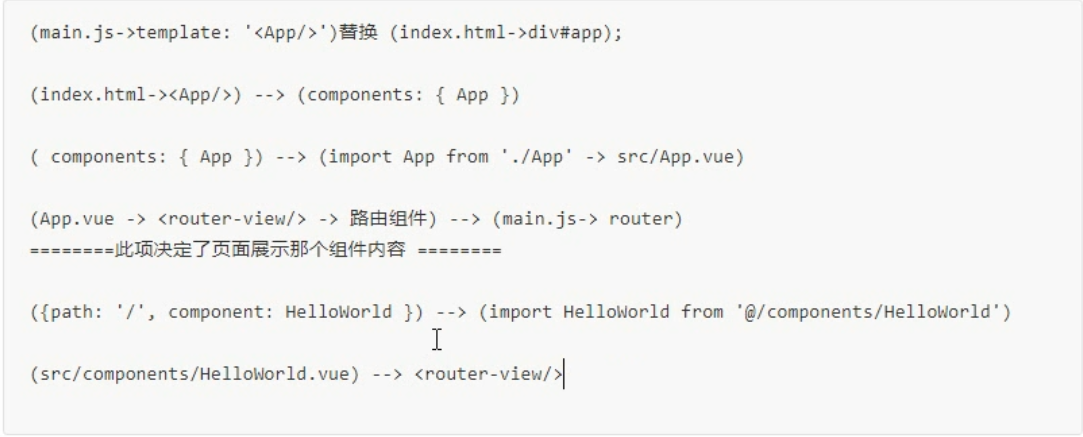 (main.js->template: '<App/>')替换 (index.html->div#app);
(index.html-><App/>) --> (components: { App })
( components: { App }) --> (import App from './App' -> src/App.vue)
(App.vue -> <router-view/> -> 路由组件) --> (main.js-> router)
========此项决定了页面展示那个组件内容 ========
({path: '/', component: HelloWorld }) --> (import HelloWorld from '@/components/HelloWorld')
(src/components/HelloWorld.vue) --> <router-view/>